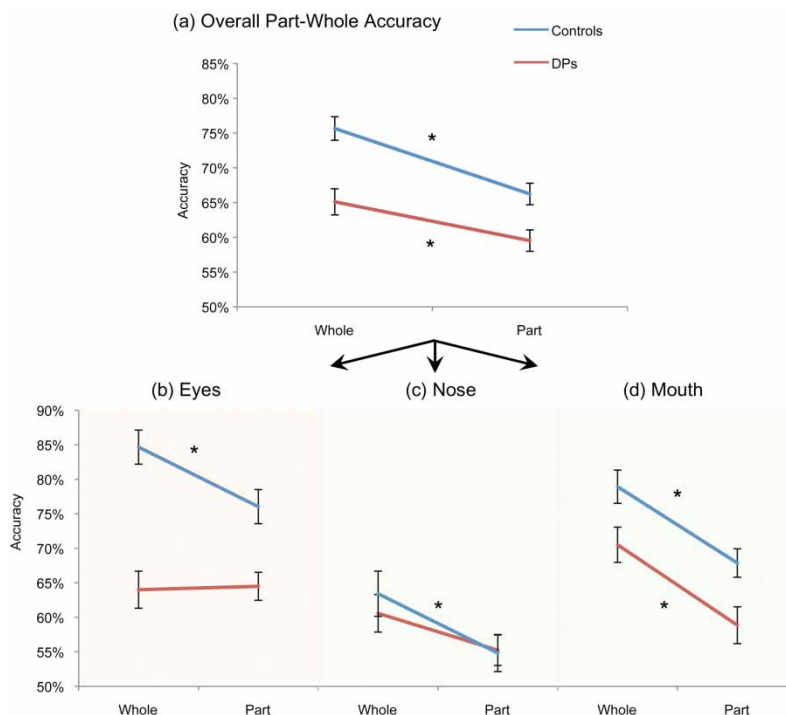 (a) Overall Part-Whole Accuracy
Controls
DPs
85%
80%
75%
70%
65%
60%
55%
50%
Accuracy
*
*
Whole Part
(b) Eyes (c) Nose (d) Mouth
90%
85%
80%
75%
70%
65%
60%
55%
50%
Accuracy
*
*
*
*
Whole Part Whole Part Whole Part